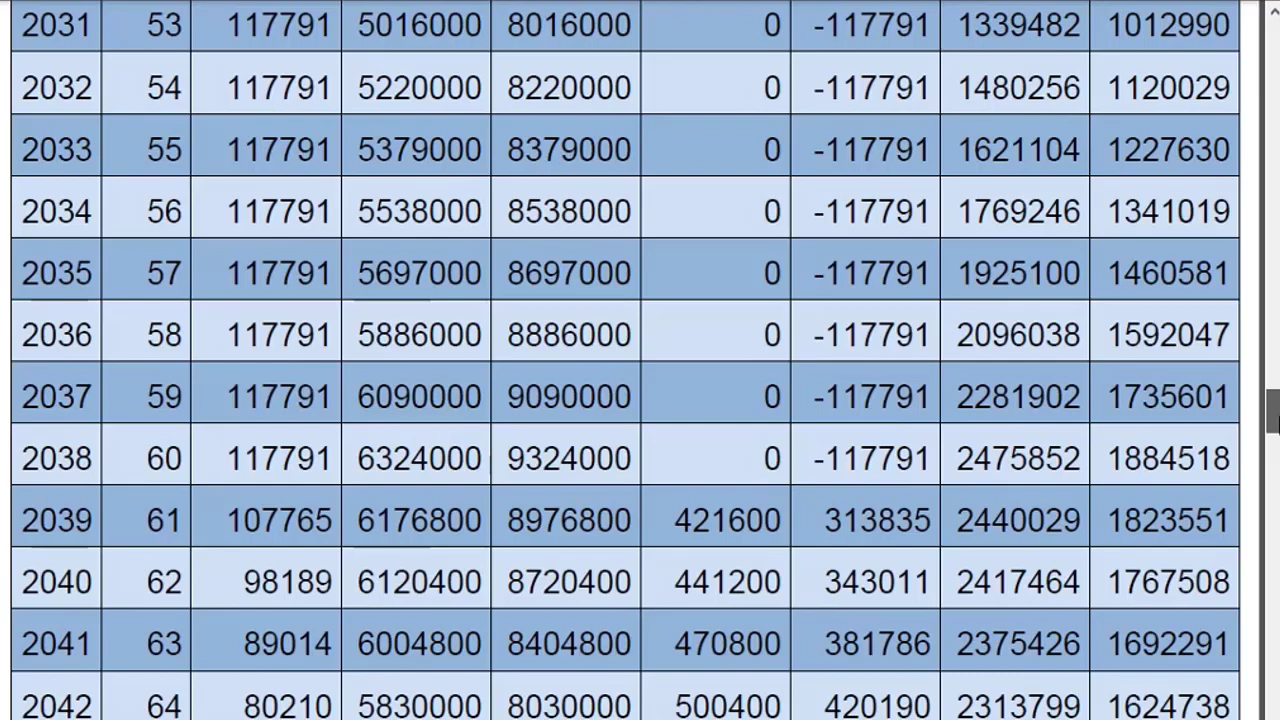 2031 53 117791 5016000 8016000 0 -117791 1339482 1012990
2032 54 117791 5220000 8220000 0 -117791 1480256 1120029
2033 55 117791 5379000 8379000 0 -117791 1621104 1227630
2034 56 117791 5538000 8538000 0 -117791 1769246 1341019
2035 57 117791 5697000 8697000 0 -117791 1925100 1460581
2036 58 117791 5886000 8886000 0 -117791 2096038 1592047
2037 59 117791 6090000 9090000 0 -117791 2281902 1735601
2038 60 117791 6324000 9324000 0 -117791 2475852 1884518
2039 61 107765 6176800 8976800 421600 313835 2440029 1823551
2040 62 98189 6120400 8720400 441200 343011 2417464 1767508
2041 63 89014 6004800 8404800 470800 381786 2375426 1692291
2042 64 80210 5830000 8030000 500400 420190 2313799 1624738